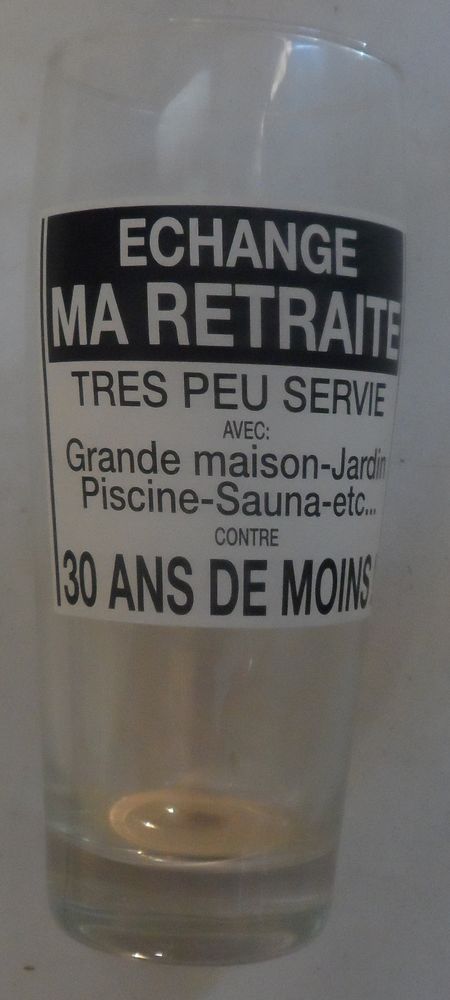 ECHANGE
MA RETRAITE
TRES PEU SERVIE
AVEC:
Grande maison-Jardin
Piscine-Sauna-etc...
CONTRE
30 ANS DE MOINS